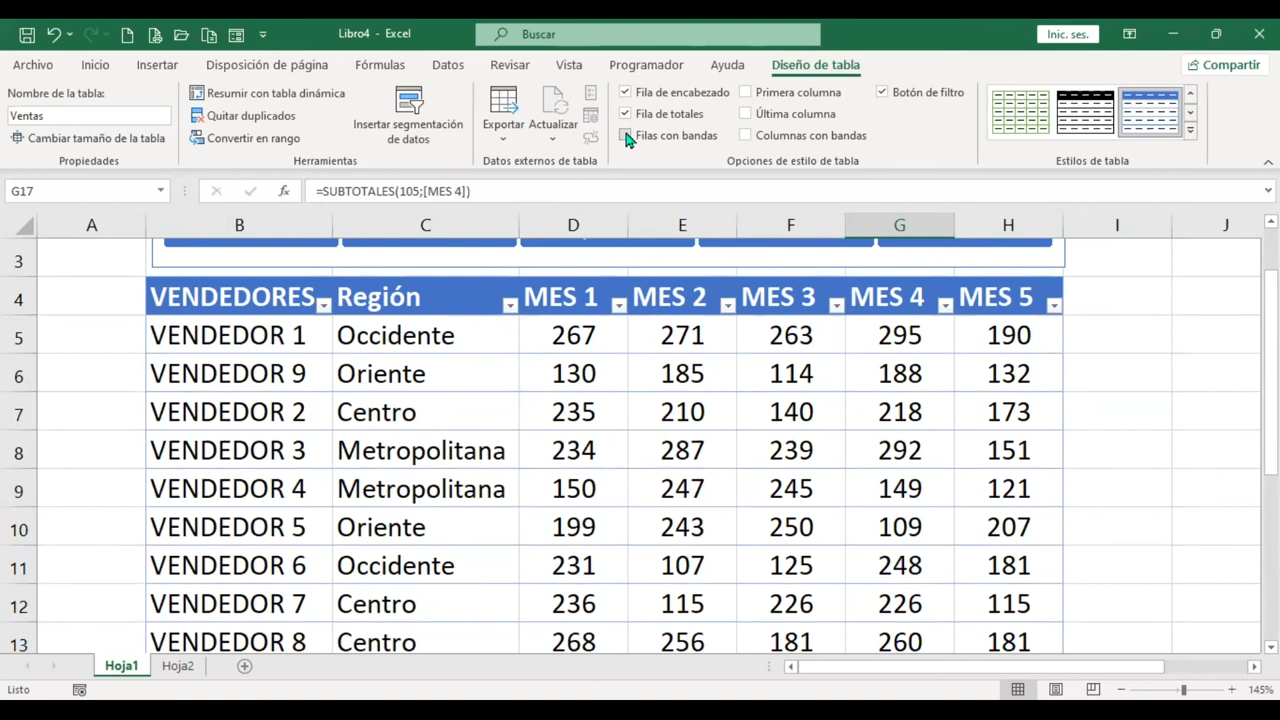 Libro4 - Excel
Buscar
Inic. ses.
Archivo Inicio Insertar Disposición de página Fórmulas Datos Revisar Vista Programador Ayuda Diseño de tabla Compartir
Nombre de la tabla:
Ventas
Cambiar tamaño de la tabla
Propiedades
Resumir con tabla dinámica
Quitar duplicados
Convertir en rango
Insertar segmentación
de datos
Herramientas
Exportar Actualizar
Datos externos de tabla
Fila de encabezado Primera columna Botón de filtro
Fila de totales Última columna
Filas con bandas Columnas con bandas
Opciones de estilo de tabla
Estilos de tabla
G17 fx =SUBTOTALES(105;[MES 4])
A B C D E F G H I J
3
4 VENDEDORES Región MES 1 MES 2 MES 3 MES 4 MES 5
5 VENDEDOR 1 Occidente 267 271 263 295 190
6 VENDEDOR 9 Oriente 130 185 114 188 132
7 VENDEDOR 2 Centro 235 210 140 218 173
8 VENDEDOR 3 Metropolitana 234 287 239 292 151
9 VENDEDOR 4 Metropolitana 150 247 245 149 121
10 VENDEDOR 5 Oriente 199 243 250 109 207
11 VENDEDOR 6 Occidente 231 107 125 248 181
12 VENDEDOR 7 Centro 236 115 226 226 115
13 VENDEDOR 8 Centro 268 256 181 260 181
Hoja1 Hoja2
Listo 145%